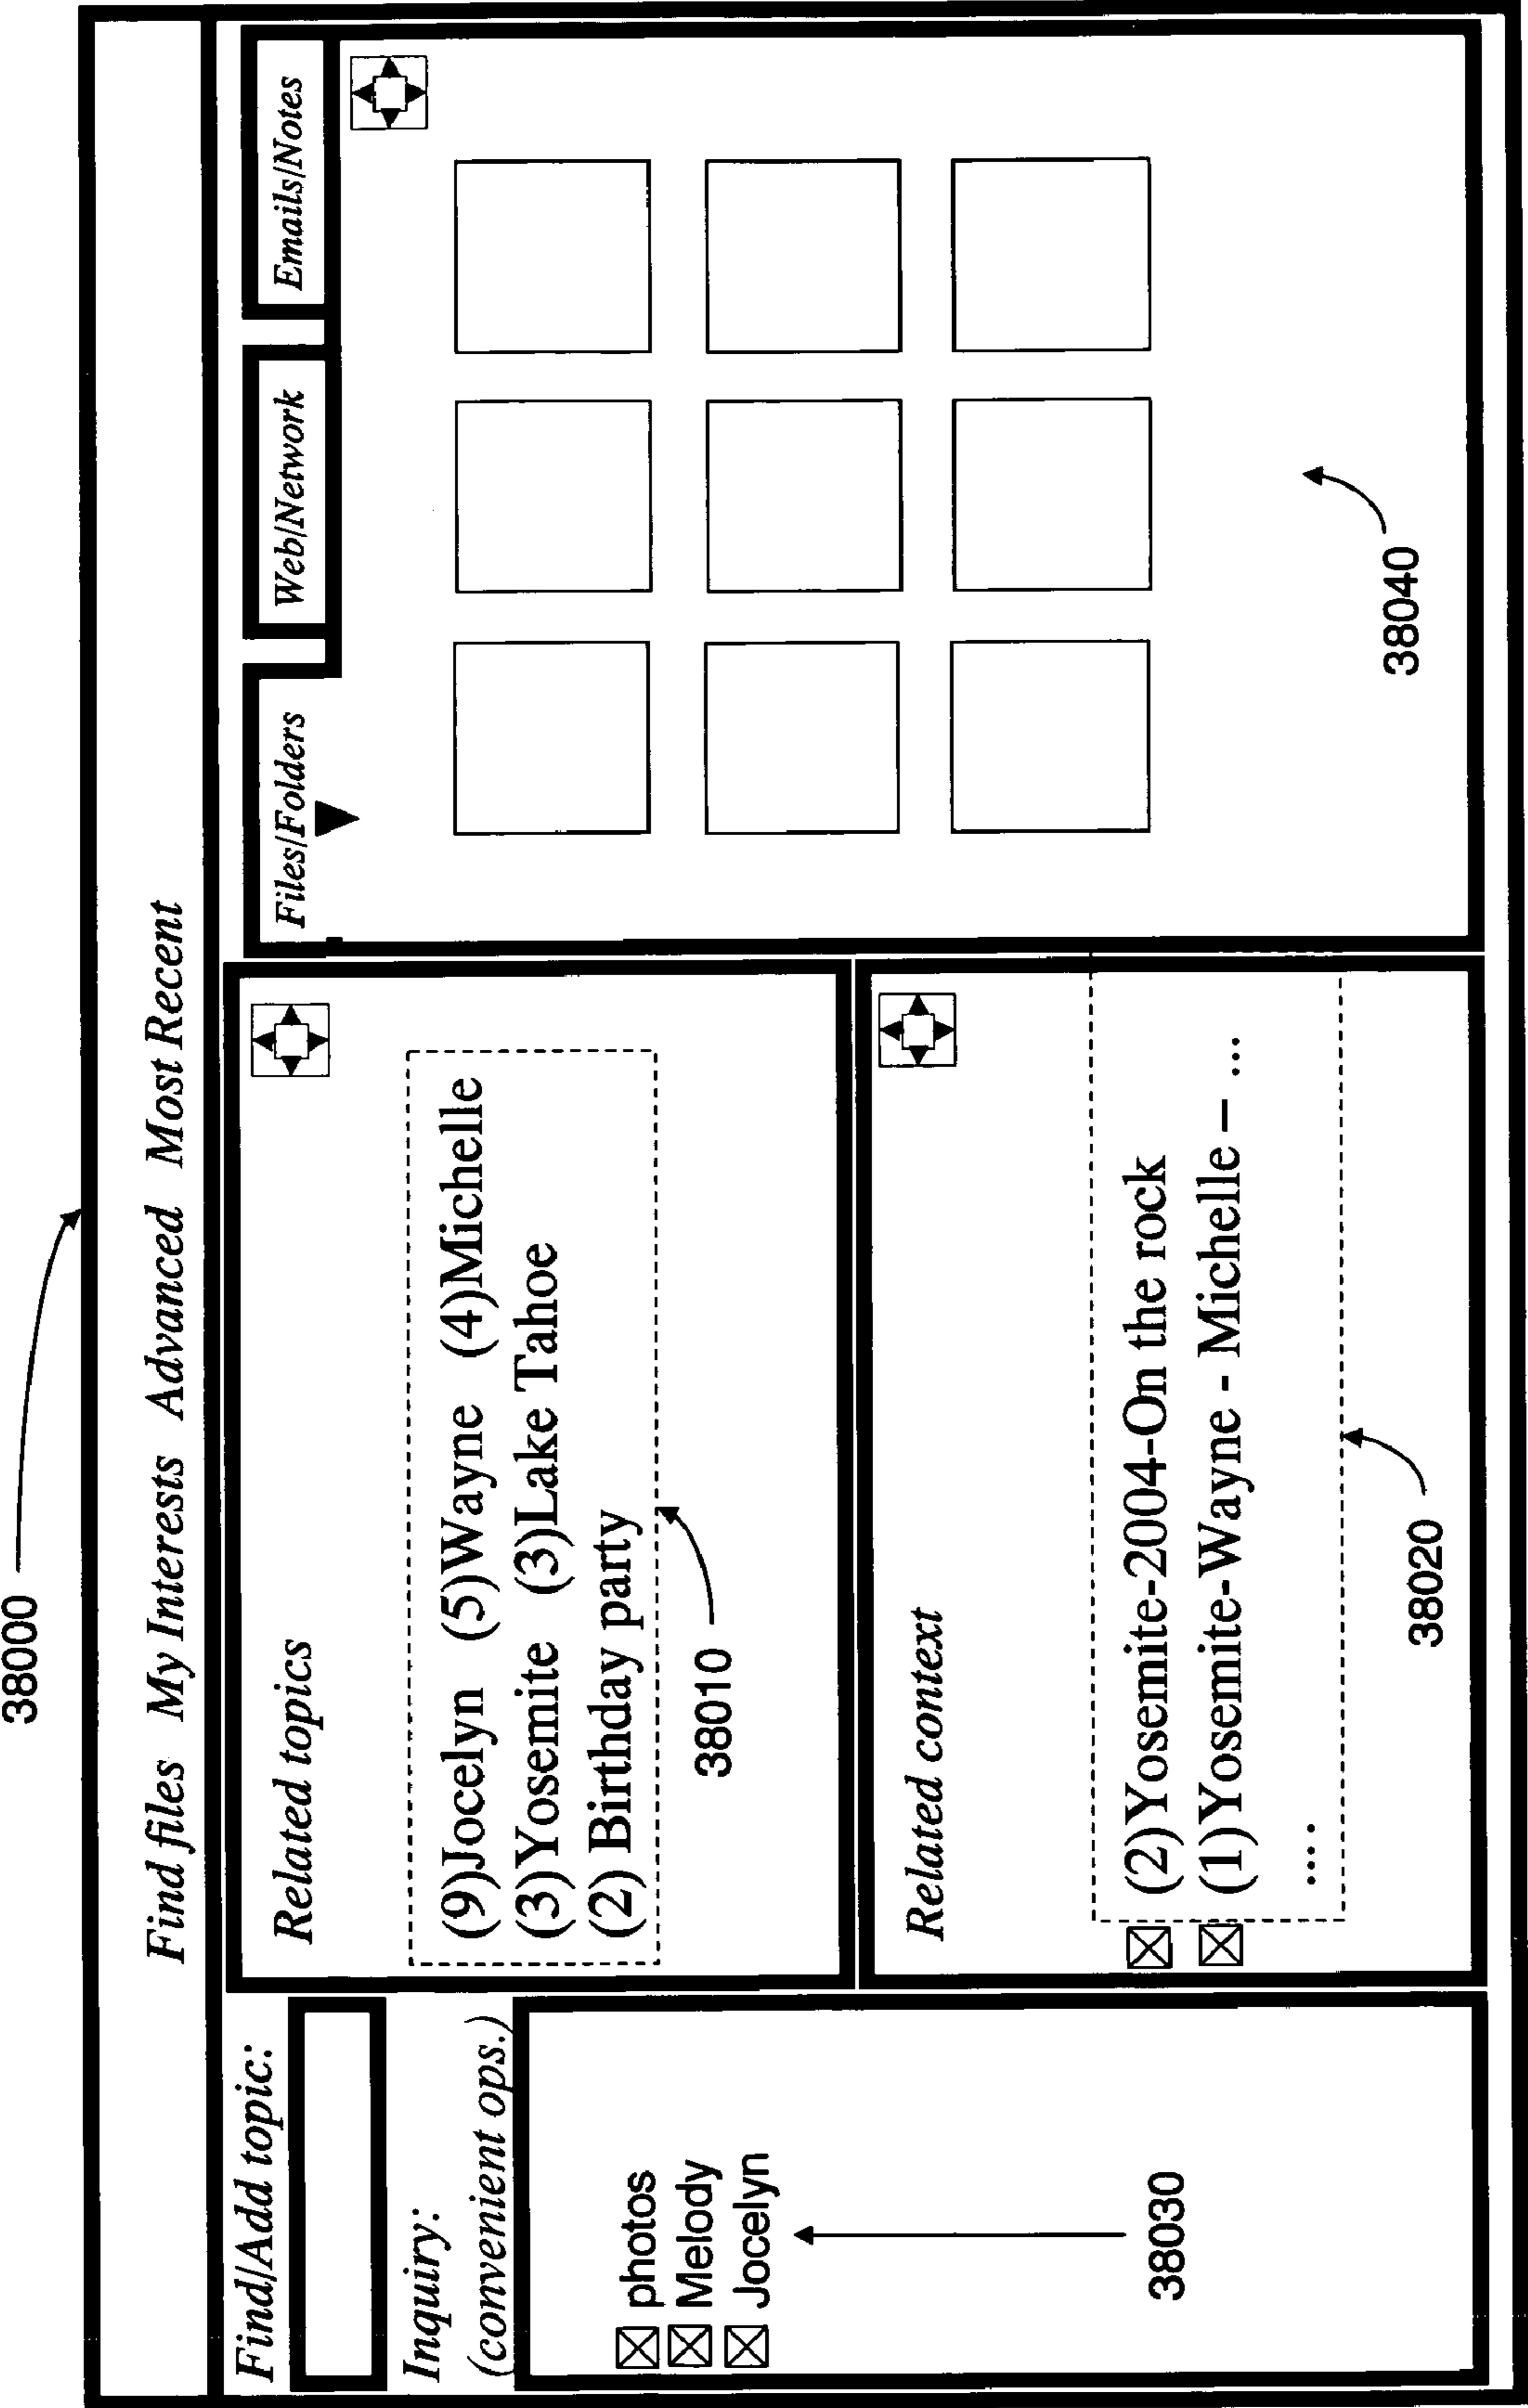 38000
Find files My Interests Advanced Most Recent
Find/Add topic:
Inquiry:
(convenient ops.)
photos
Melody
Jocelyn
38030
Related topics
(9)Jocelyn (5)Wayne (4)Michelle
(3)Yosemite (3)Lake Tahoe
(2) Birthday party
38010
Related context
(2)Yosemite-2004-On the rock
(1)Yosemite-Wayne - Michelle – ...
....
38020
Files/Folders
Web/Network
Emails/Notes
38040